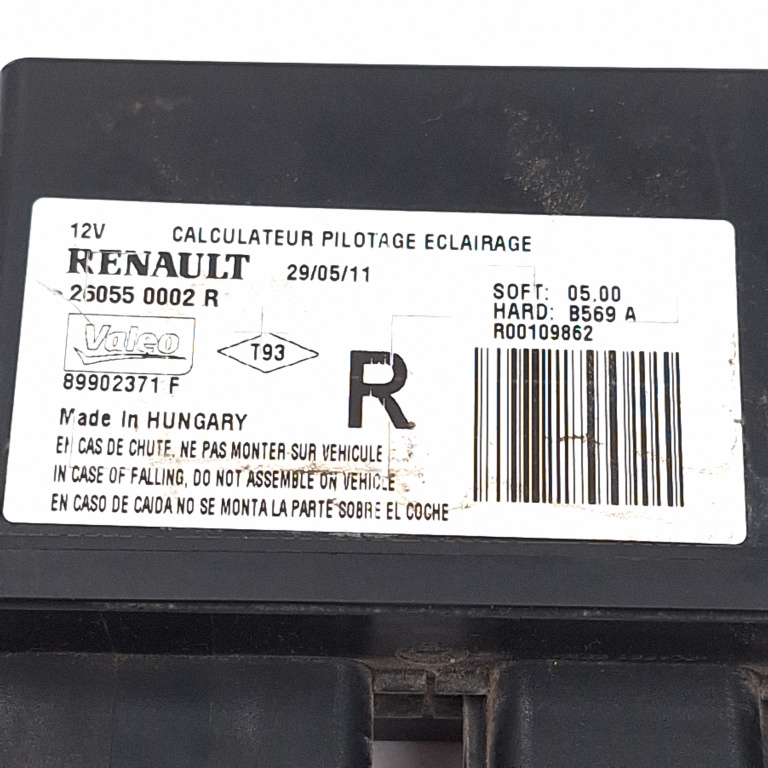 12V CALCULATEUR PILOTAGE ECLAIRAGE
RENAULT 29/05/11
26055 0002 R
SOFT: 05.00
HARD: B569 A
R00109862
Valeo
T93
R
89902371 F
Made In HUNGARY
EN CAS DE CHUTE, NE PAS MONTER SUR VEHICULE
IN CASE OF FALLING, DO NOT ASSEMBLE ON VEHICLE
EN CASO DE CAIDA NO SE MONTA LA PARTE SOBRE EL COCHE